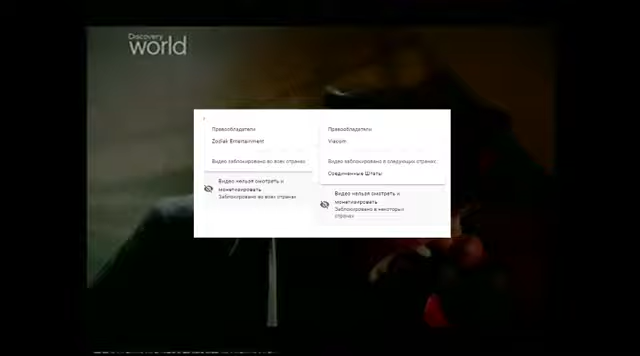 Discovery
world
Правообладатели
Zodiak Entertainment
Видео заблокировано во всех странах
Видео нельзя смотреть и
монетизировать
Заблокировано во всех странах
Правообладатели
Viacom
Видео заблокировано в следующих странах
Соединенные Штаты
Видео нельзя смотреть и
монетизировать
Заблокировано в некоторых
странах